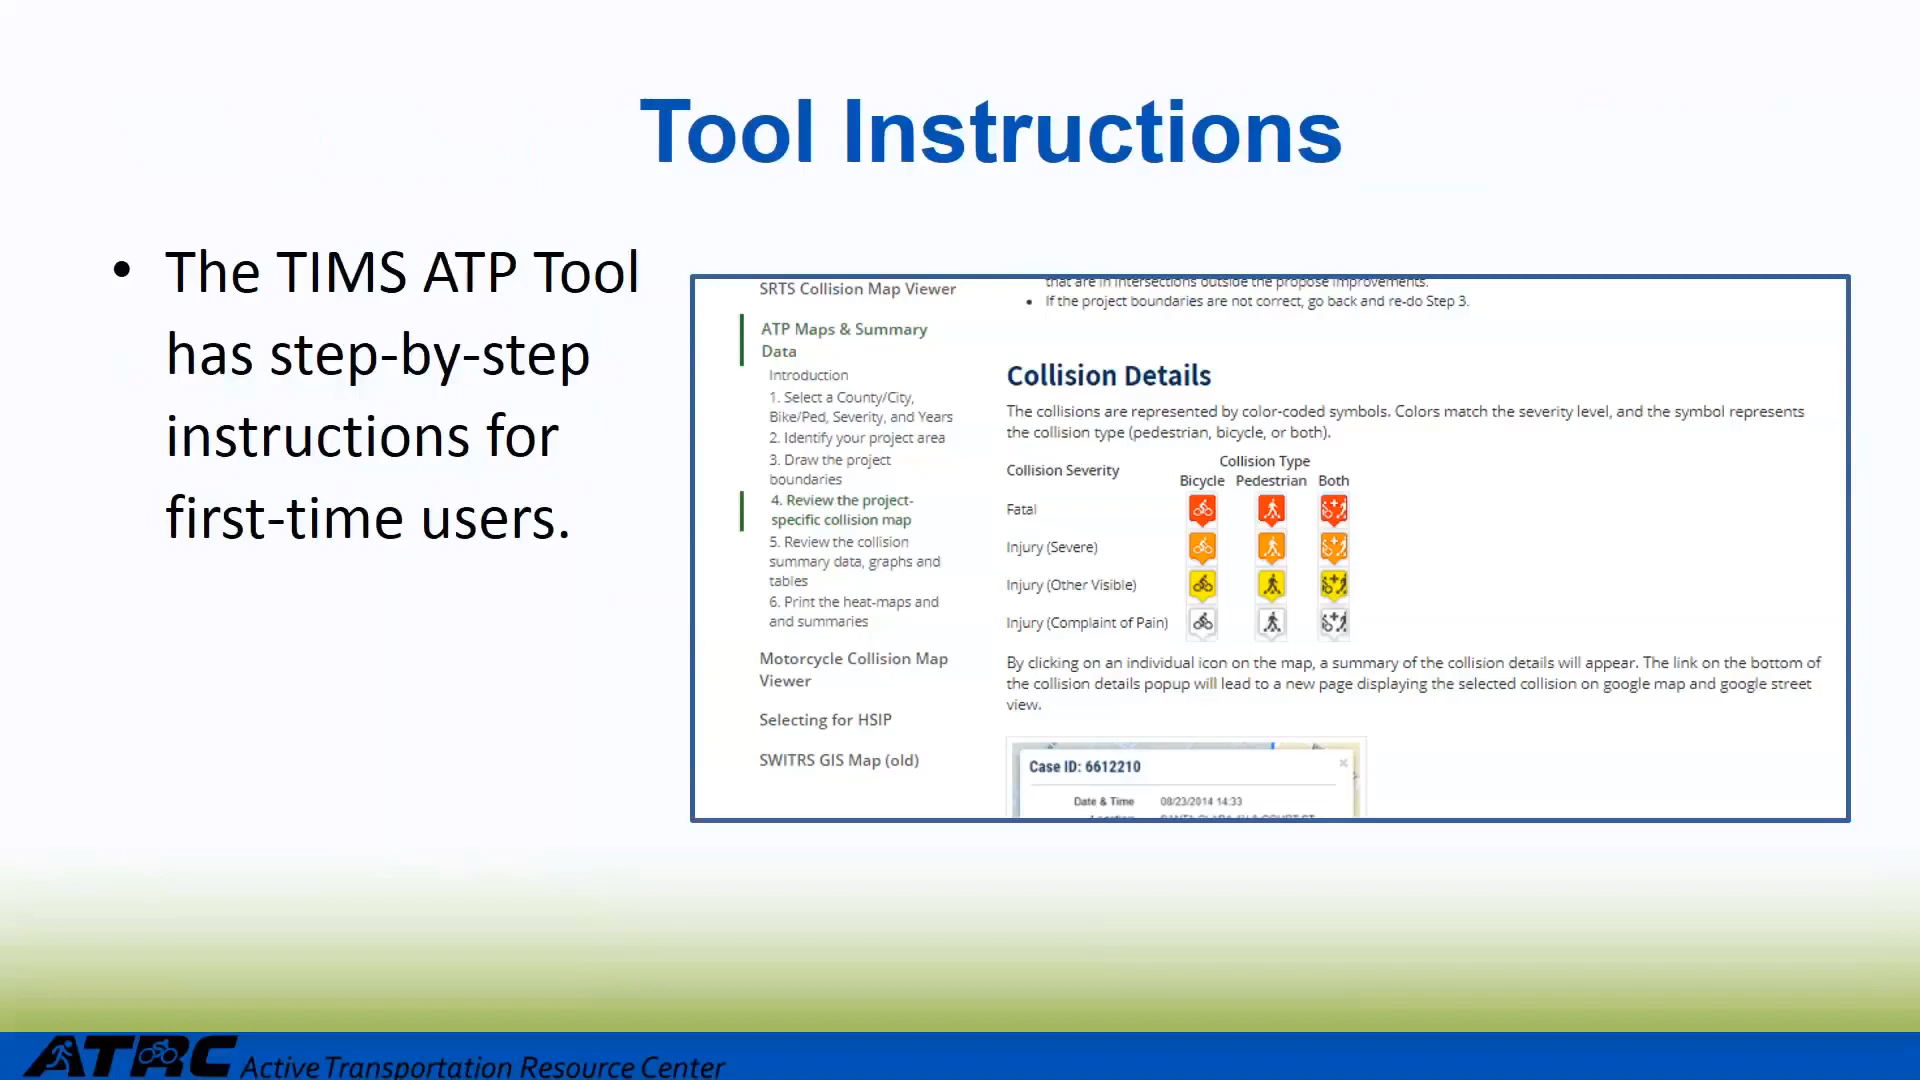 Tool Instructions
• The TIMS ATP Tool
has step-by-step
instructions for
first-time users.
SRTS Collision Map Viewer
ATP Maps & Summary
Data
Introduction
1. Select a County/City,
Bike/Ped, Severity, and Years
2. Identify your project area
3. Draw the project
boundaries
4. Review the project-
specific collision map
5. Review the collision
summary data, graphs and
tables
6. Print the heat-maps and
and summaries
Motorcycle Collision Map
Viewer
Selecting for HSIP
SWITRS GIS Map (old)
that are in intersections outside the propose improvements.
• If the project boundaries are not correct, go back and re-do Step 3.
Collision Details
The collisions are represented by color-coded symbols. Colors match the severity level, and the symbol represents
the collision type (pedestrian, bicycle, or both).
Collision Type
Collision Severity
Bicycle Pedestrian Both
Fatal
Injury (Severe)
Injury (Other Visible)
Injury (Complaint of Pain)
By clicking on an individual icon on the map, a summary of the collision details will appear. The link on the bottom of
the collision details popup will lead to a new page displaying the selected collision on google map and google street
view.
Case ID: 6612210
×
Date & Time 08/23/2014 14:33
ATRC Active Transportation Resource Center